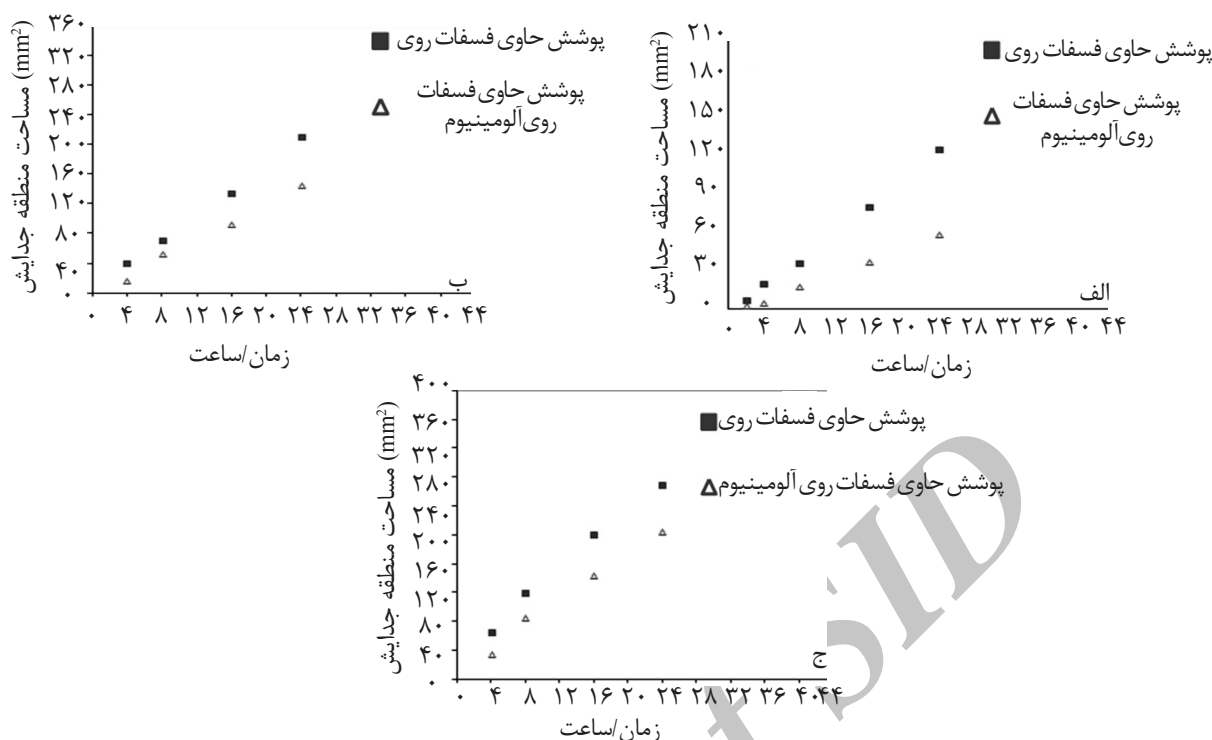 مساحت منطقه جدایش (mm²)
۲۱۰
۱۸۰
۱۵۰
۱۲۰
۹۰
۶۰
۳۰
۰
پوشش حاوی فسفات روی
پوشش حاوی فسفات
روی‌آلومینیوم
الف
۰ ۴ ۸ ۱۲ ۱۶ ۲۰ ۲۴ ۲۸ ۳۲ ۳۶ ۴۰ ۴۴
زمان/ساعت
مساحت منطقه جدایش (mm²)
۳۶۰
۳۶۰
۲۸۰
۲۴۰
۲۰۰
۱۶۰
۱۲۰
۸۰
۴۰
۰
پوشش حاوی فسفات روی
پوشش حاوی فسفات
روی‌آلومینیوم
ب
۰ ۴ ۸ ۱۲ ۱۶ ۲۰ ۲۴ ۲۸ ۳۲ ۳۶ ۴۰ ۴۴
زمان/ساعت
مساحت منطقه جدایش (mm²)
۴۰۰
۳۶۰
۳۲۰
۲۸۰
۲۴۰
۲۰۰
۱۶۰
۱۲۰
۸۰
۴۰
۰
پوشش حاوی فسفات روی
پوشش حاوی فسفات روی آلومینیوم
ج
۰ ۴ ۸ ۱۲ ۱۶ ۲۰ ۲۴ ۲۸ ۳۲ ۳۶ ۴۰ ۴۴
زمان/ساعت
SID